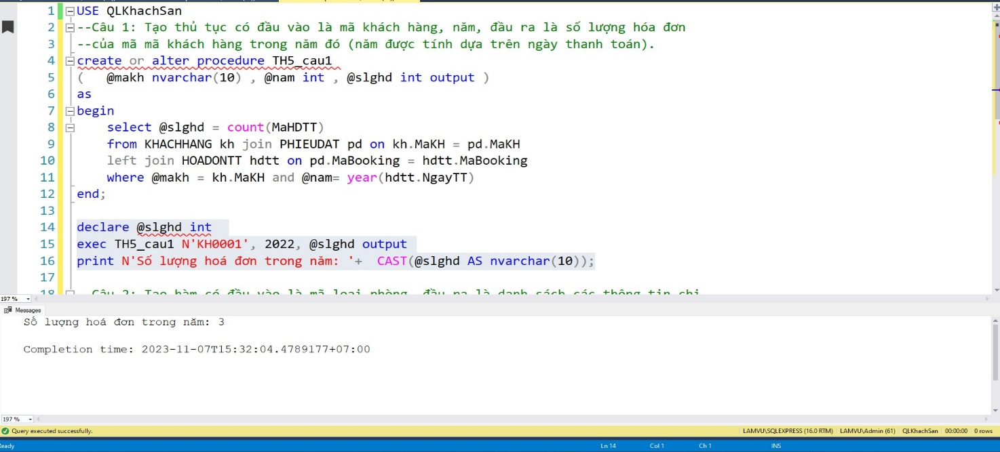 1 USE QLKhachSan
2 --Câu 1: Tạo thủ tục có đầu vào là mã khách hàng, năm, đầu ra là số lượng hóa đơn
3 --của mã mã khách hàng trong năm đó (năm được tính dựa trên ngày thanh toán).
4 create or alter procedure TH5_cau1
5 (   @makh nvarchar(10) , @nam int , @slghd int output )
6 as
7 begin
8     select @slghd = count(MaHDTT)
9     from KHACHHANG kh join PHIEUDAT pd on kh.MaKH = pd.MaKH
10     left join HOADONTT hdtt on pd.MaBooking = hdtt.MaBooking
11     where @makh = kh.MaKH and @nam= year(hdtt.NgayTT)
12 end;
13
14 declare @slghd int
15 exec TH5_cau1 N'KH0001', 2022, @slghd output
16 print N'Số lượng hoá đơn trong năm: '+  CAST(@slghd AS nvarchar(10));
17
18 Câu 2: Tạo hàm có đầu vào là mã loại phòng, đầu ra là danh sách các thông tin chi
197 %
Messages
Số lượng hoá đơn trong năm: 3
Completion time: 2023-11-07T15:32:04.4789177+07:00
197 %
Query executed successfully. LAMVU\SQLEXPRESS (16.0 RTM) LAMVU\Admin (61) QLKhachSan 00:00:00 0 rows
Ready Ln 14 Col 1 Ch 1 INS